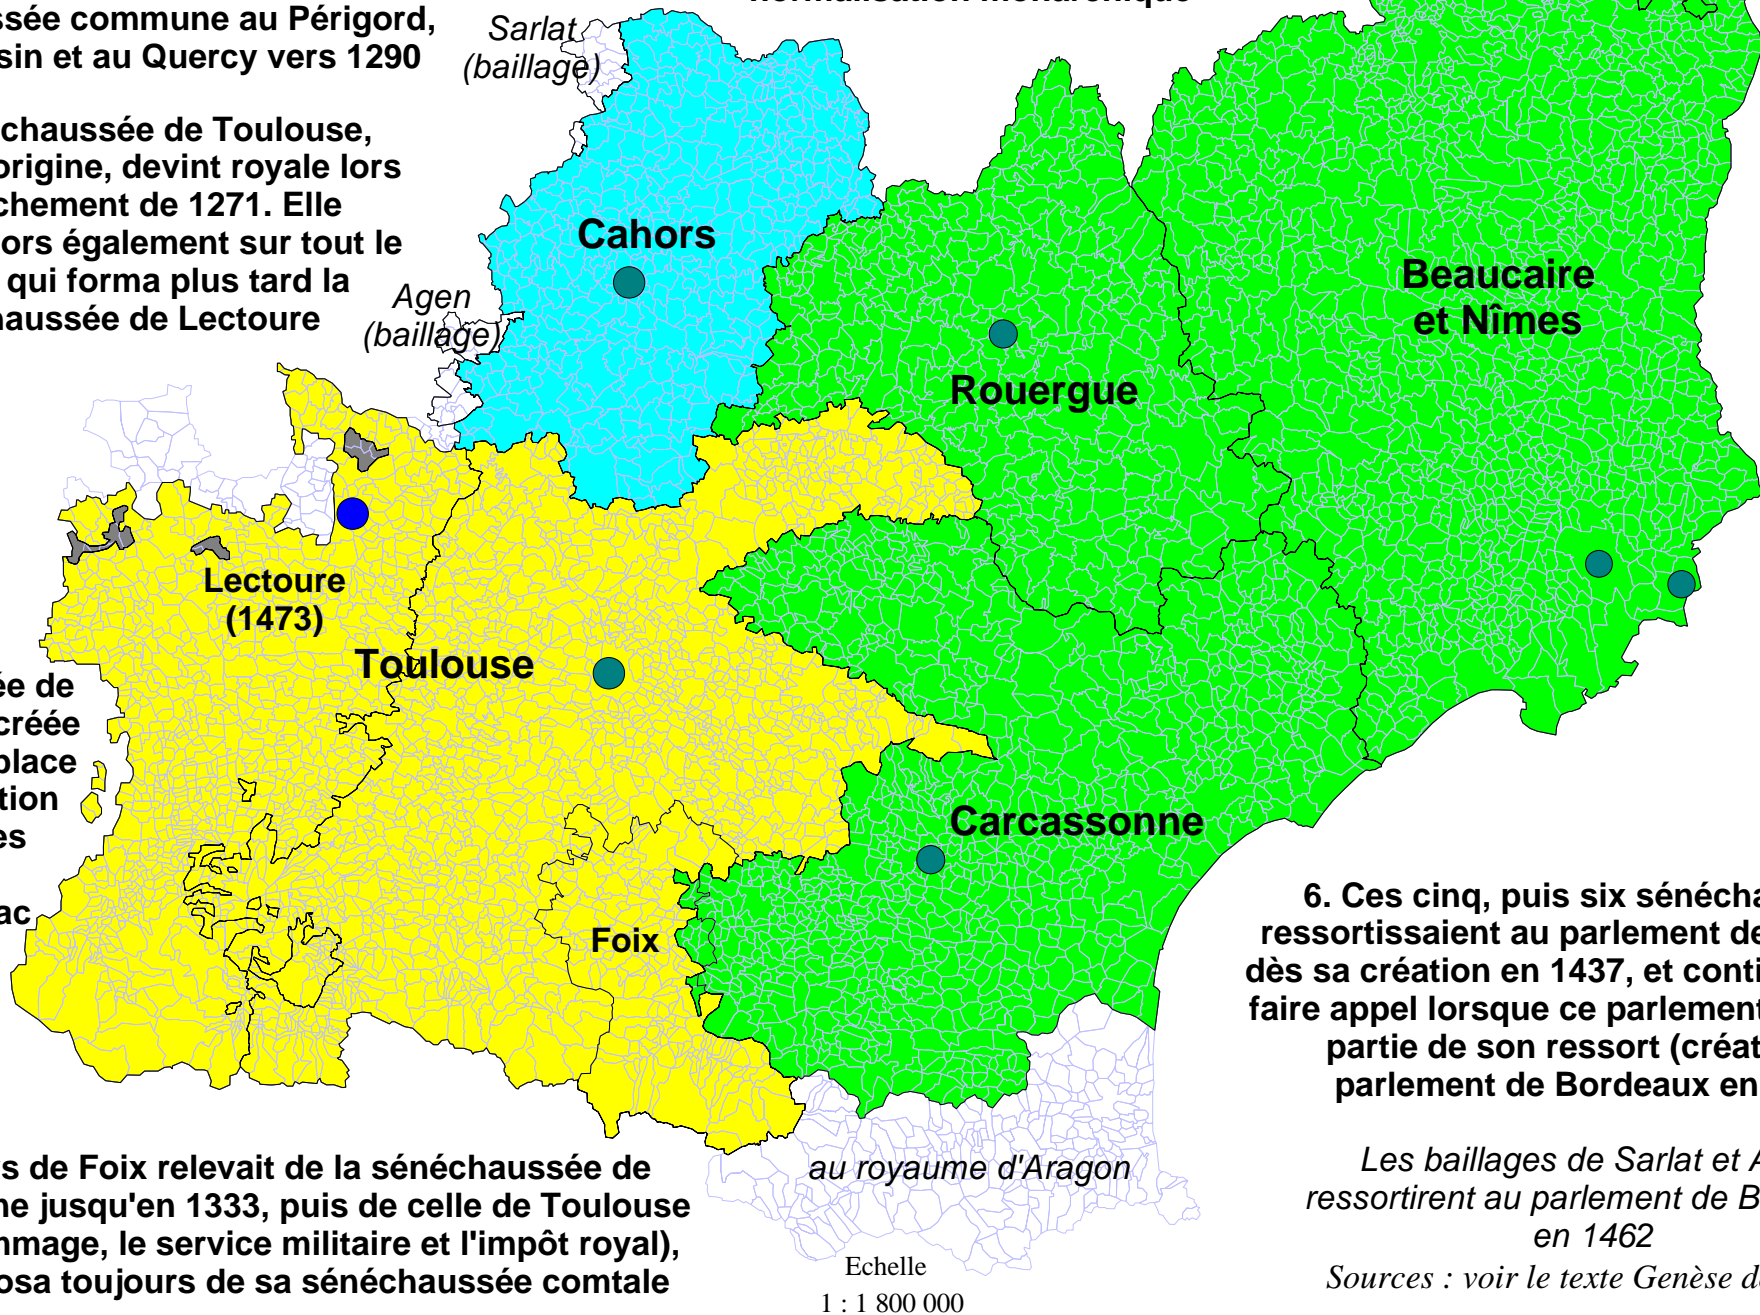 normalisation monarchique
ssée commune au Périgord,
sin et au Quercy vers 1290
chaussée de Toulouse,
origine, devint royale lors
chement de 1271. Elle
ors également sur tout le
qui forma plus tard la
haussée de Lectoure
Sarlat
(baillage)
Cahors
Agen
(baillage)
Beaucaire
et Nîmes
Rouergue
Lectoure
(1473)
Toulouse
ée de
créée
place
tion
es
ac
Carcassonne
Foix
6. Ces cinq, puis six sénécha
ressortissaient au parlement de
dès sa création en 1437, et conti
faire appel lorsque ce parlement
partie de son ressort (créat
parlement de Bordeaux en
Les baillages de Sarlat et A
ressortirent au parlement de B
en 1462
Sources : voir le texte Genèse d
au royaume d'Aragon
s de Foix relevait de la sénéchaussée de
ne jusqu'en 1333, puis de celle de Toulouse
mmage, le service militaire et l'impôt royal),
osa toujours de sa sénéchaussée comtale
Echelle
1 : 1 800 000